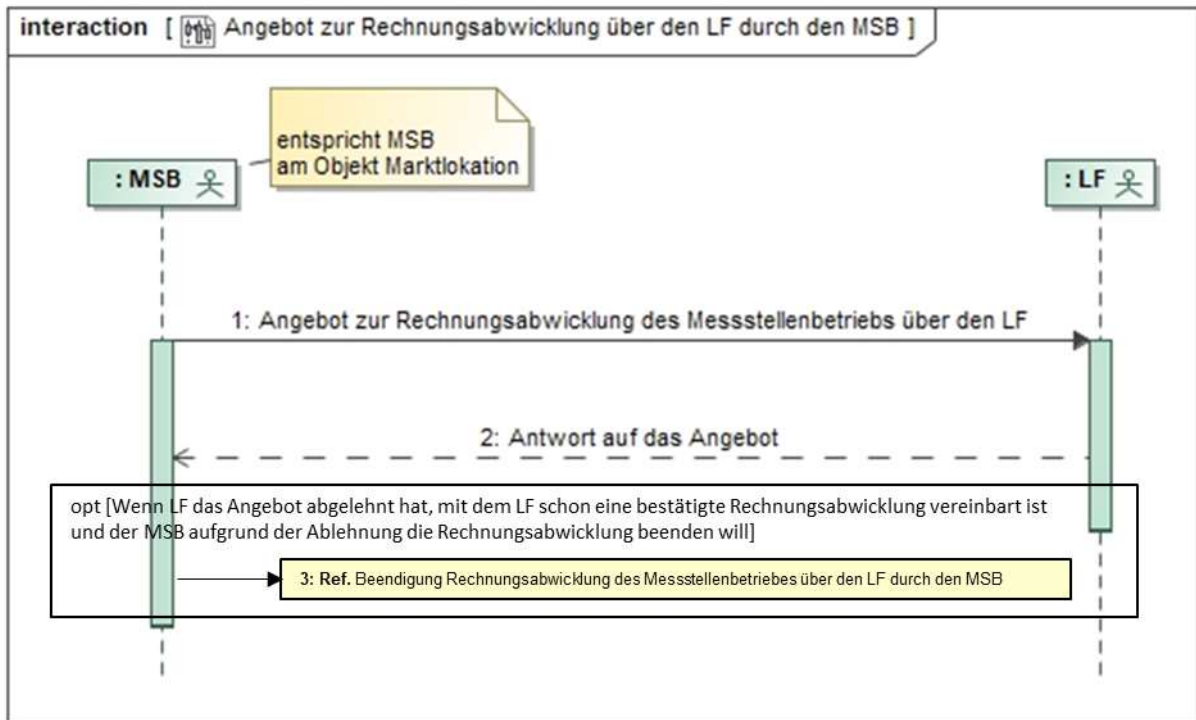 interaction [ Angebot zur Rechnungsabwicklung über den LF durch den MSB ]
entspricht MSB
am Objekt Marktlokation
: MSB
: LF
1: Angebot zur Rechnungsabwicklung des Messstellenbetriebs über den LF
2: Antwort auf das Angebot
opt [Wenn LF das Angebot abgelehnt hat, mit dem LF schon eine bestätigte Rechnungsabwicklung vereinbart ist
und der MSB aufgrund der Ablehnung die Rechnungsabwicklung beenden will]
3: Ref. Beendigung Rechnungsabwicklung des Messstellenbetriebes über den LF durch den MSB